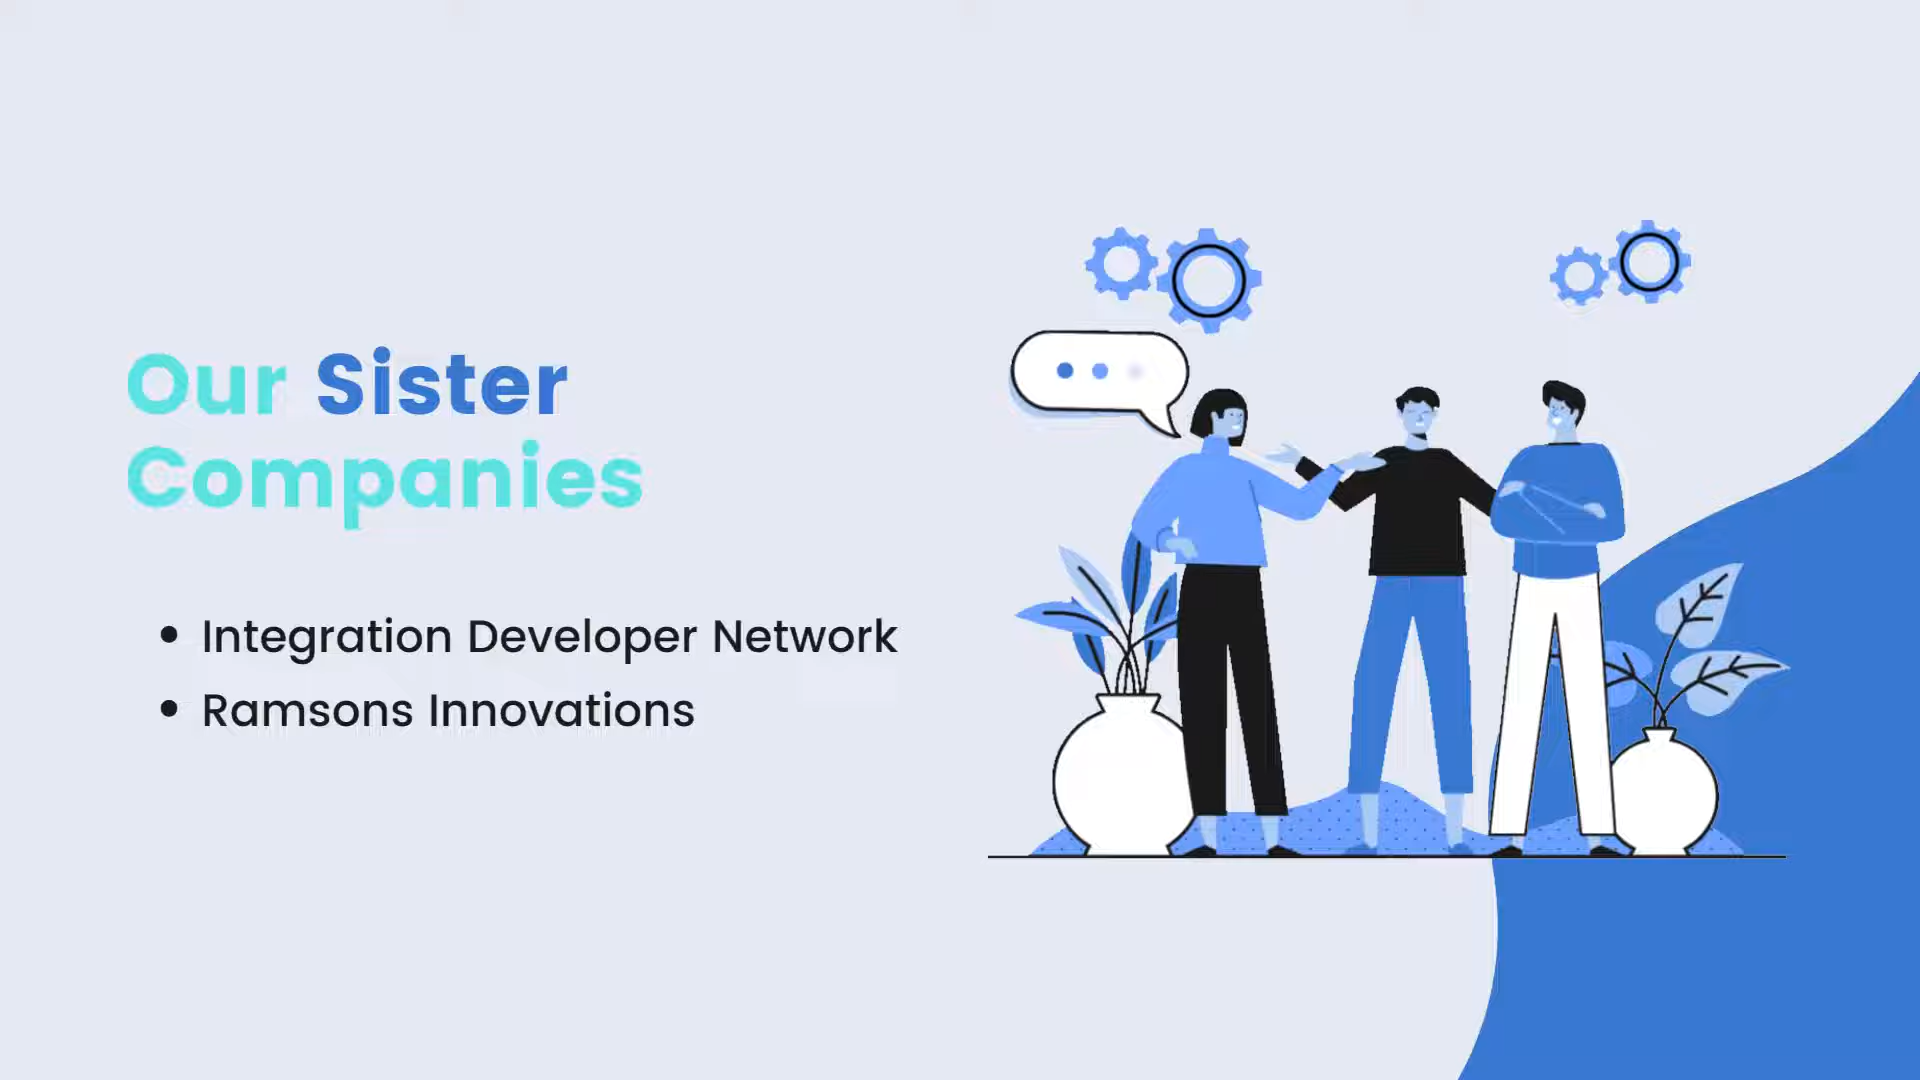 Our Sister
Companies
• Integration Developer Network
• Ramsons Innovations